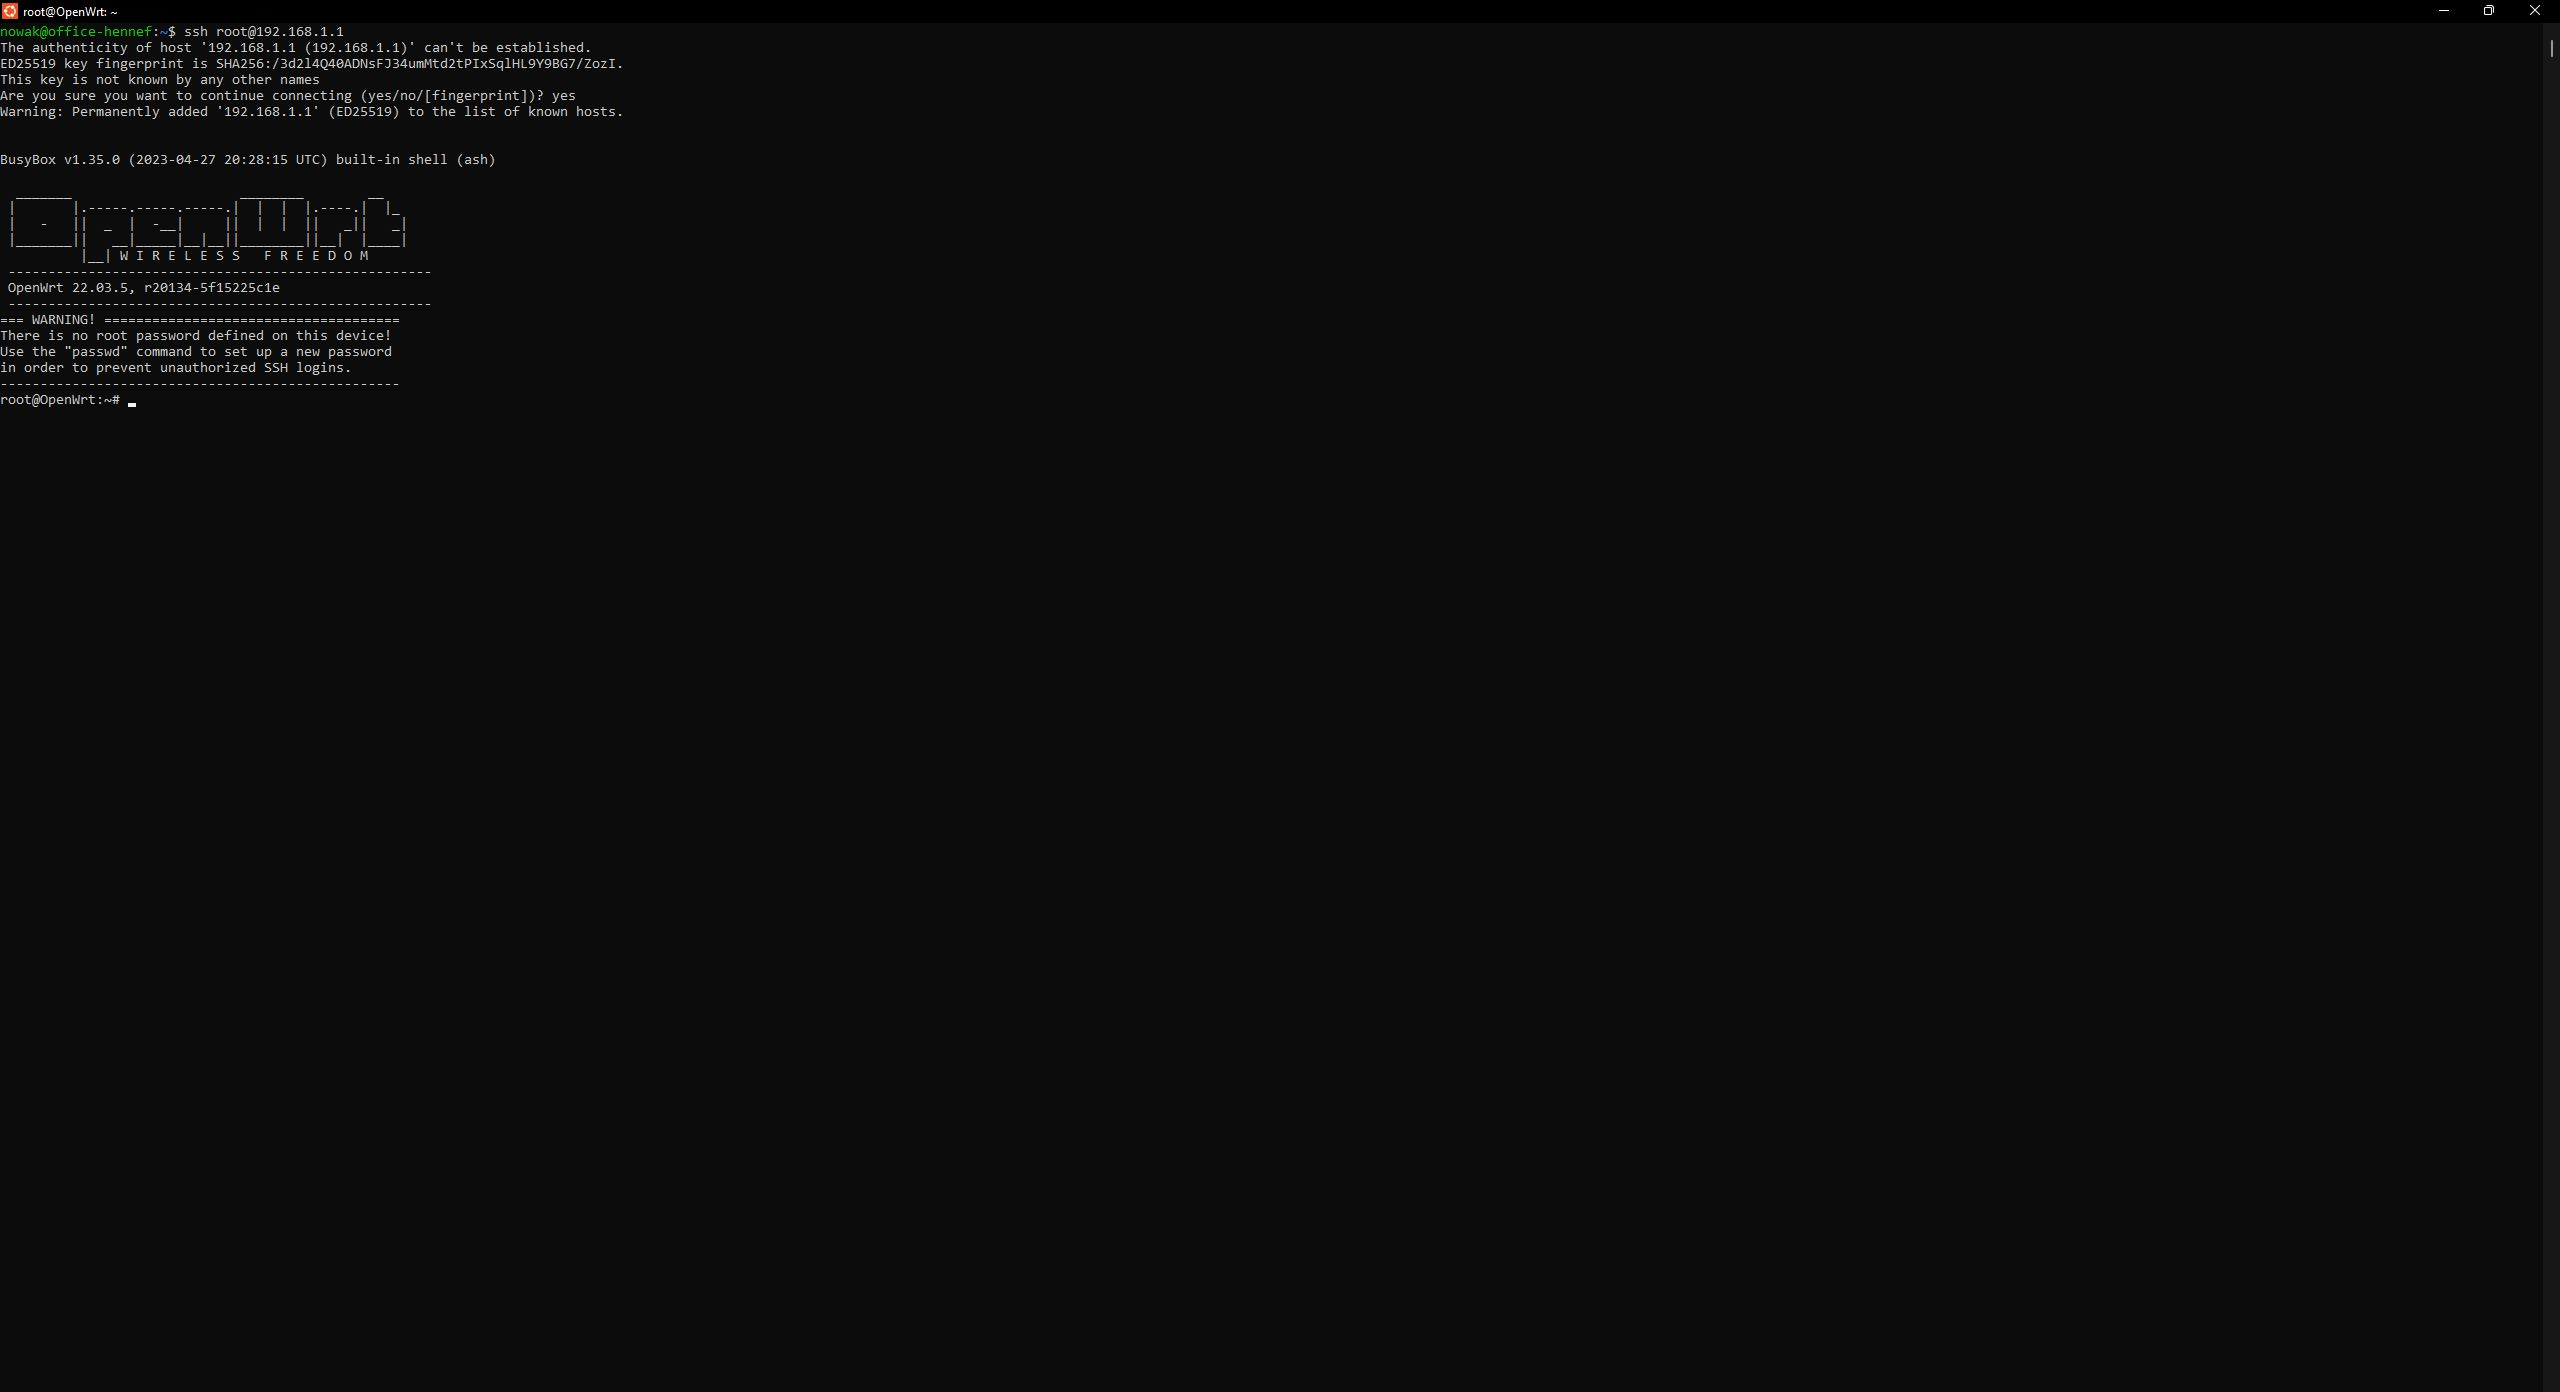 root@OpenWrt: ~
nowak@office-hennef:~$ ssh root@192.168.1.1
The authenticity of host '192.168.1.1 (192.168.1.1)' can't be established.
ED25519 key fingerprint is SHA256:/3d2l4Q40ADNsFJ34umMtd2tPIxSqlHL9Y9BG7/ZozI.
This key is not known by any other names
Are you sure you want to continue connecting (yes/no/[fingerprint])? yes
Warning: Permanently added '192.168.1.1' (ED25519) to the list of known hosts.
BusyBox v1.35.0 (2023-04-27 20:28:15 UTC) built-in shell (ash)
OpenWrt
W I R E L E S S   F R E E D O M
-----------------------------------------------------
OpenWrt 22.03.5, r20134-5f15225c1e
-----------------------------------------------------
=== WARNING! =====================================
There is no root password defined on this device!
Use the "passwd" command to set up a new password
in order to prevent unauthorized SSH logins.
--------------------------------------------------
root@OpenWrt:~#